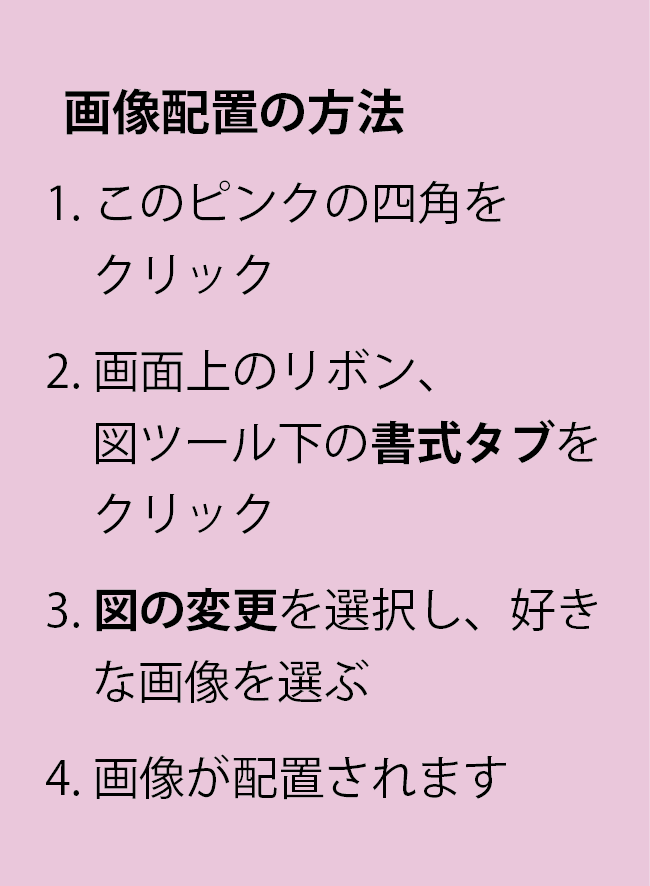 画像配置の方法
1. このピンクの四角を
クリック
2. 画面上のリボン、
図ツール下の書式タブを
クリック
3. 図の変更を選択し、好き
な画像を選ぶ
4. 画像が配置されます